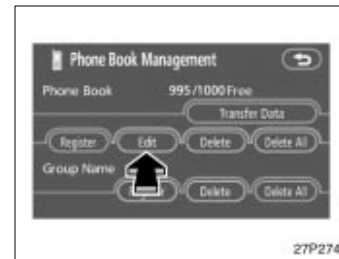 Phone Book Management
Phone Book 995/1000 Free
Transfer Data
Register Edit Delete Delete All
Group Name
Delete Delete All
27P274